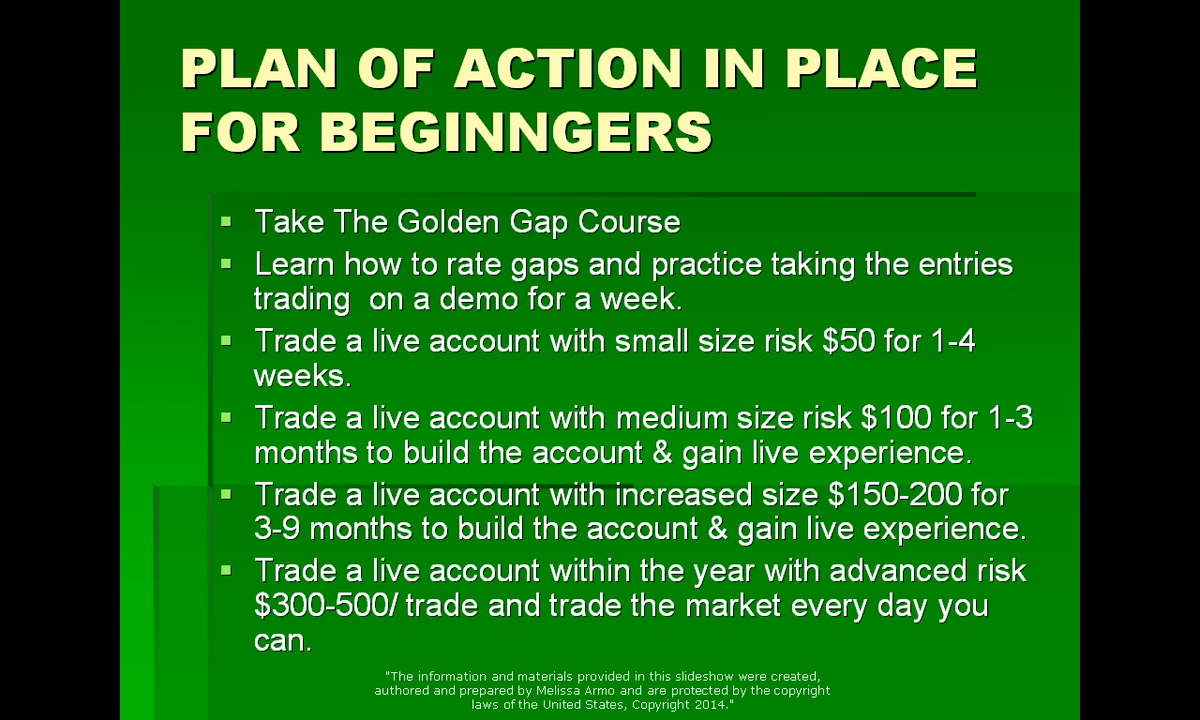 PLAN OF ACTION IN PLACE
FOR BEGINNGERS
Take The Golden Gap Course
Learn how to rate gaps and practice taking the entries
trading  on a demo for a week.
Trade a live account with small size risk $50 for 1-4
weeks.
Trade a live account with medium size risk $100 for 1-3
months to build the account & gain live experience.
Trade a live account with increased size $150-200 for
3-9 months to build the account & gain live experience.
Trade a live account within the year with advanced risk
$300-500/ trade and trade the market every day you
can.
"The information and materials provided in this slideshow were created,
authored and prepared by Melissa Armo and are protected by the copyright
laws of the United States, Copyright 2014."